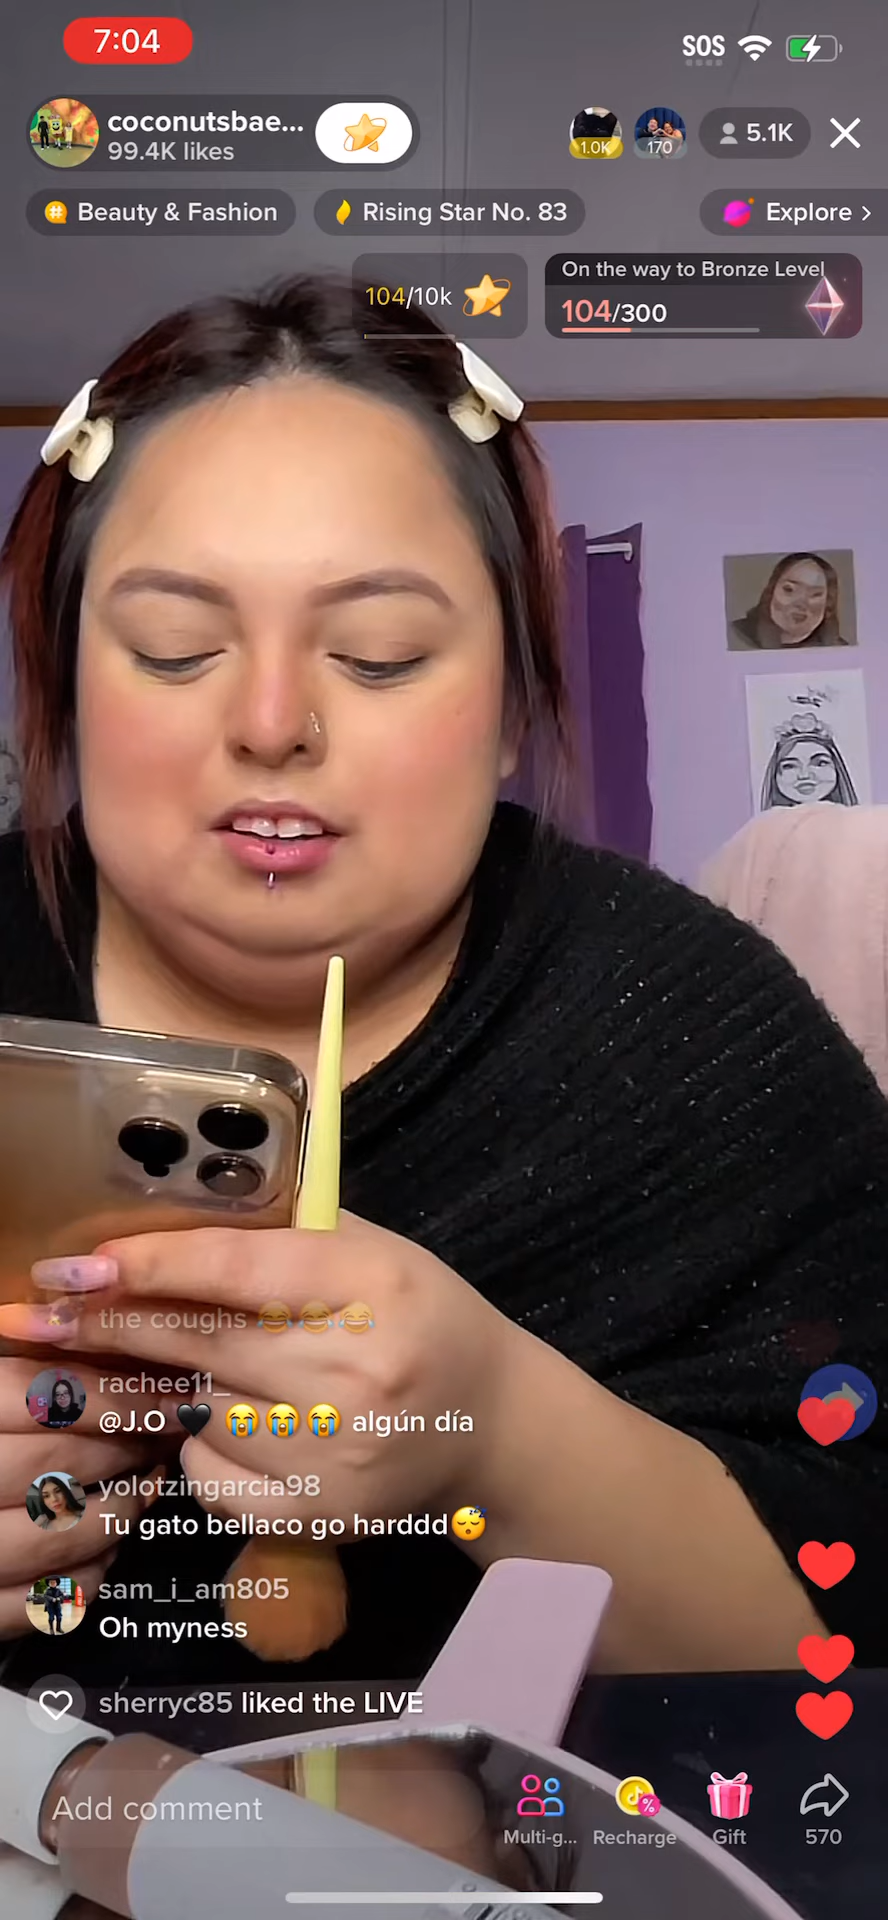 7:04
SOS
coconutsbae...
99.4K likes
1.0K
170
5.1K
Beauty & Fashion
Rising Star No. 83
Explore >
104/10k
On the way to Bronze Level
104/300
the coughs 😂😂😂
rachee11_
@J.O 🖤 😭😭😭 algún día
yolotzingarcia98
Tu gato bellaco go harddd😴
sam_i_am805
Oh myness
sherryc85 liked the LIVE
Add comment
Multi-g...
Recharge
Gift
570